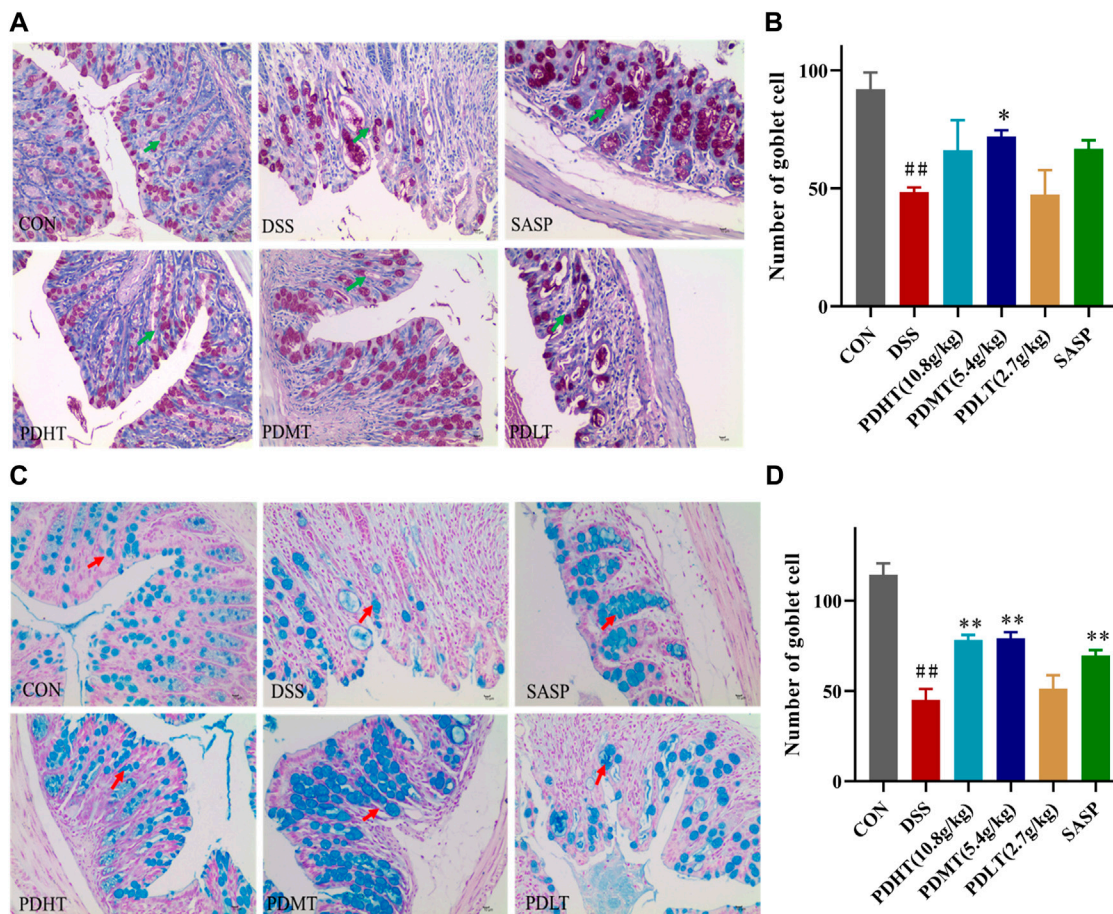 A
CON
DSS
SASP
PDHT
PDMT
PDLT
B
Number of goblet cell
100
50
0
##
*
CON
DSS
PDHT(10.8g/kg)
PDMT(5.4g/kg)
PDLT(2.7g/kg)
SASP
C
CON
DSS
SASP
PDHT
PDMT
PDLT
D
Number of goblet cell
100
50
0
##
**
**
**
CON
DSS
PDHT(10.8g/kg)
PDMT(5.4g/kg)
PDLT(2.7g/kg)
SASP